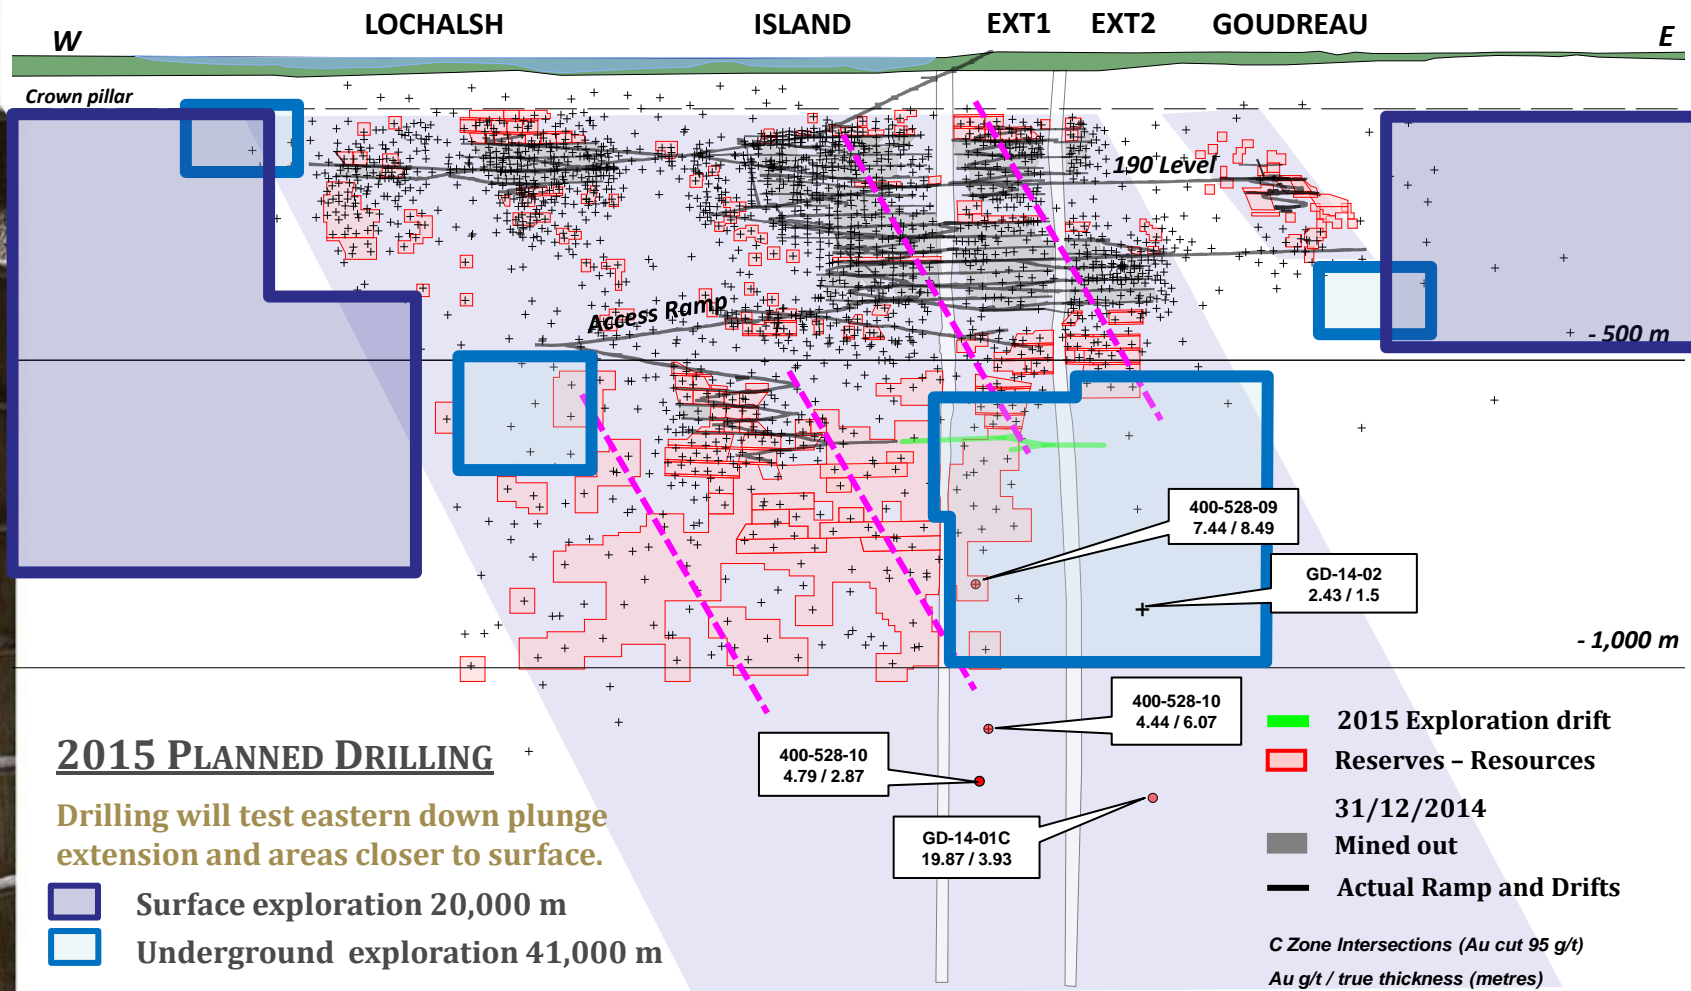 LOCHALSH
ISLAND
EXT1
EXT2
GOUDREAU
W
E
Crown pillar
190 Level
Access Ramp
- 500 m
400-528-09
7.44 / 8.49
GD-14-02
2.43 / 1.5
- 1,000 m
400-528-10
4.44 / 6.07
400-528-10
4.79 / 2.87
GD-14-01C
19.87 / 3.93
2015 PLANNED DRILLING
Drilling will test eastern down plunge
extension and areas closer to surface.
Surface exploration 20,000 m
Underground exploration 41,000 m
2015 Exploration drift
Reserves – Resources
31/12/2014
Mined out
Actual Ramp and Drifts
C Zone Intersections (Au cut 95 g/t)
Au g/t / true thickness (metres)